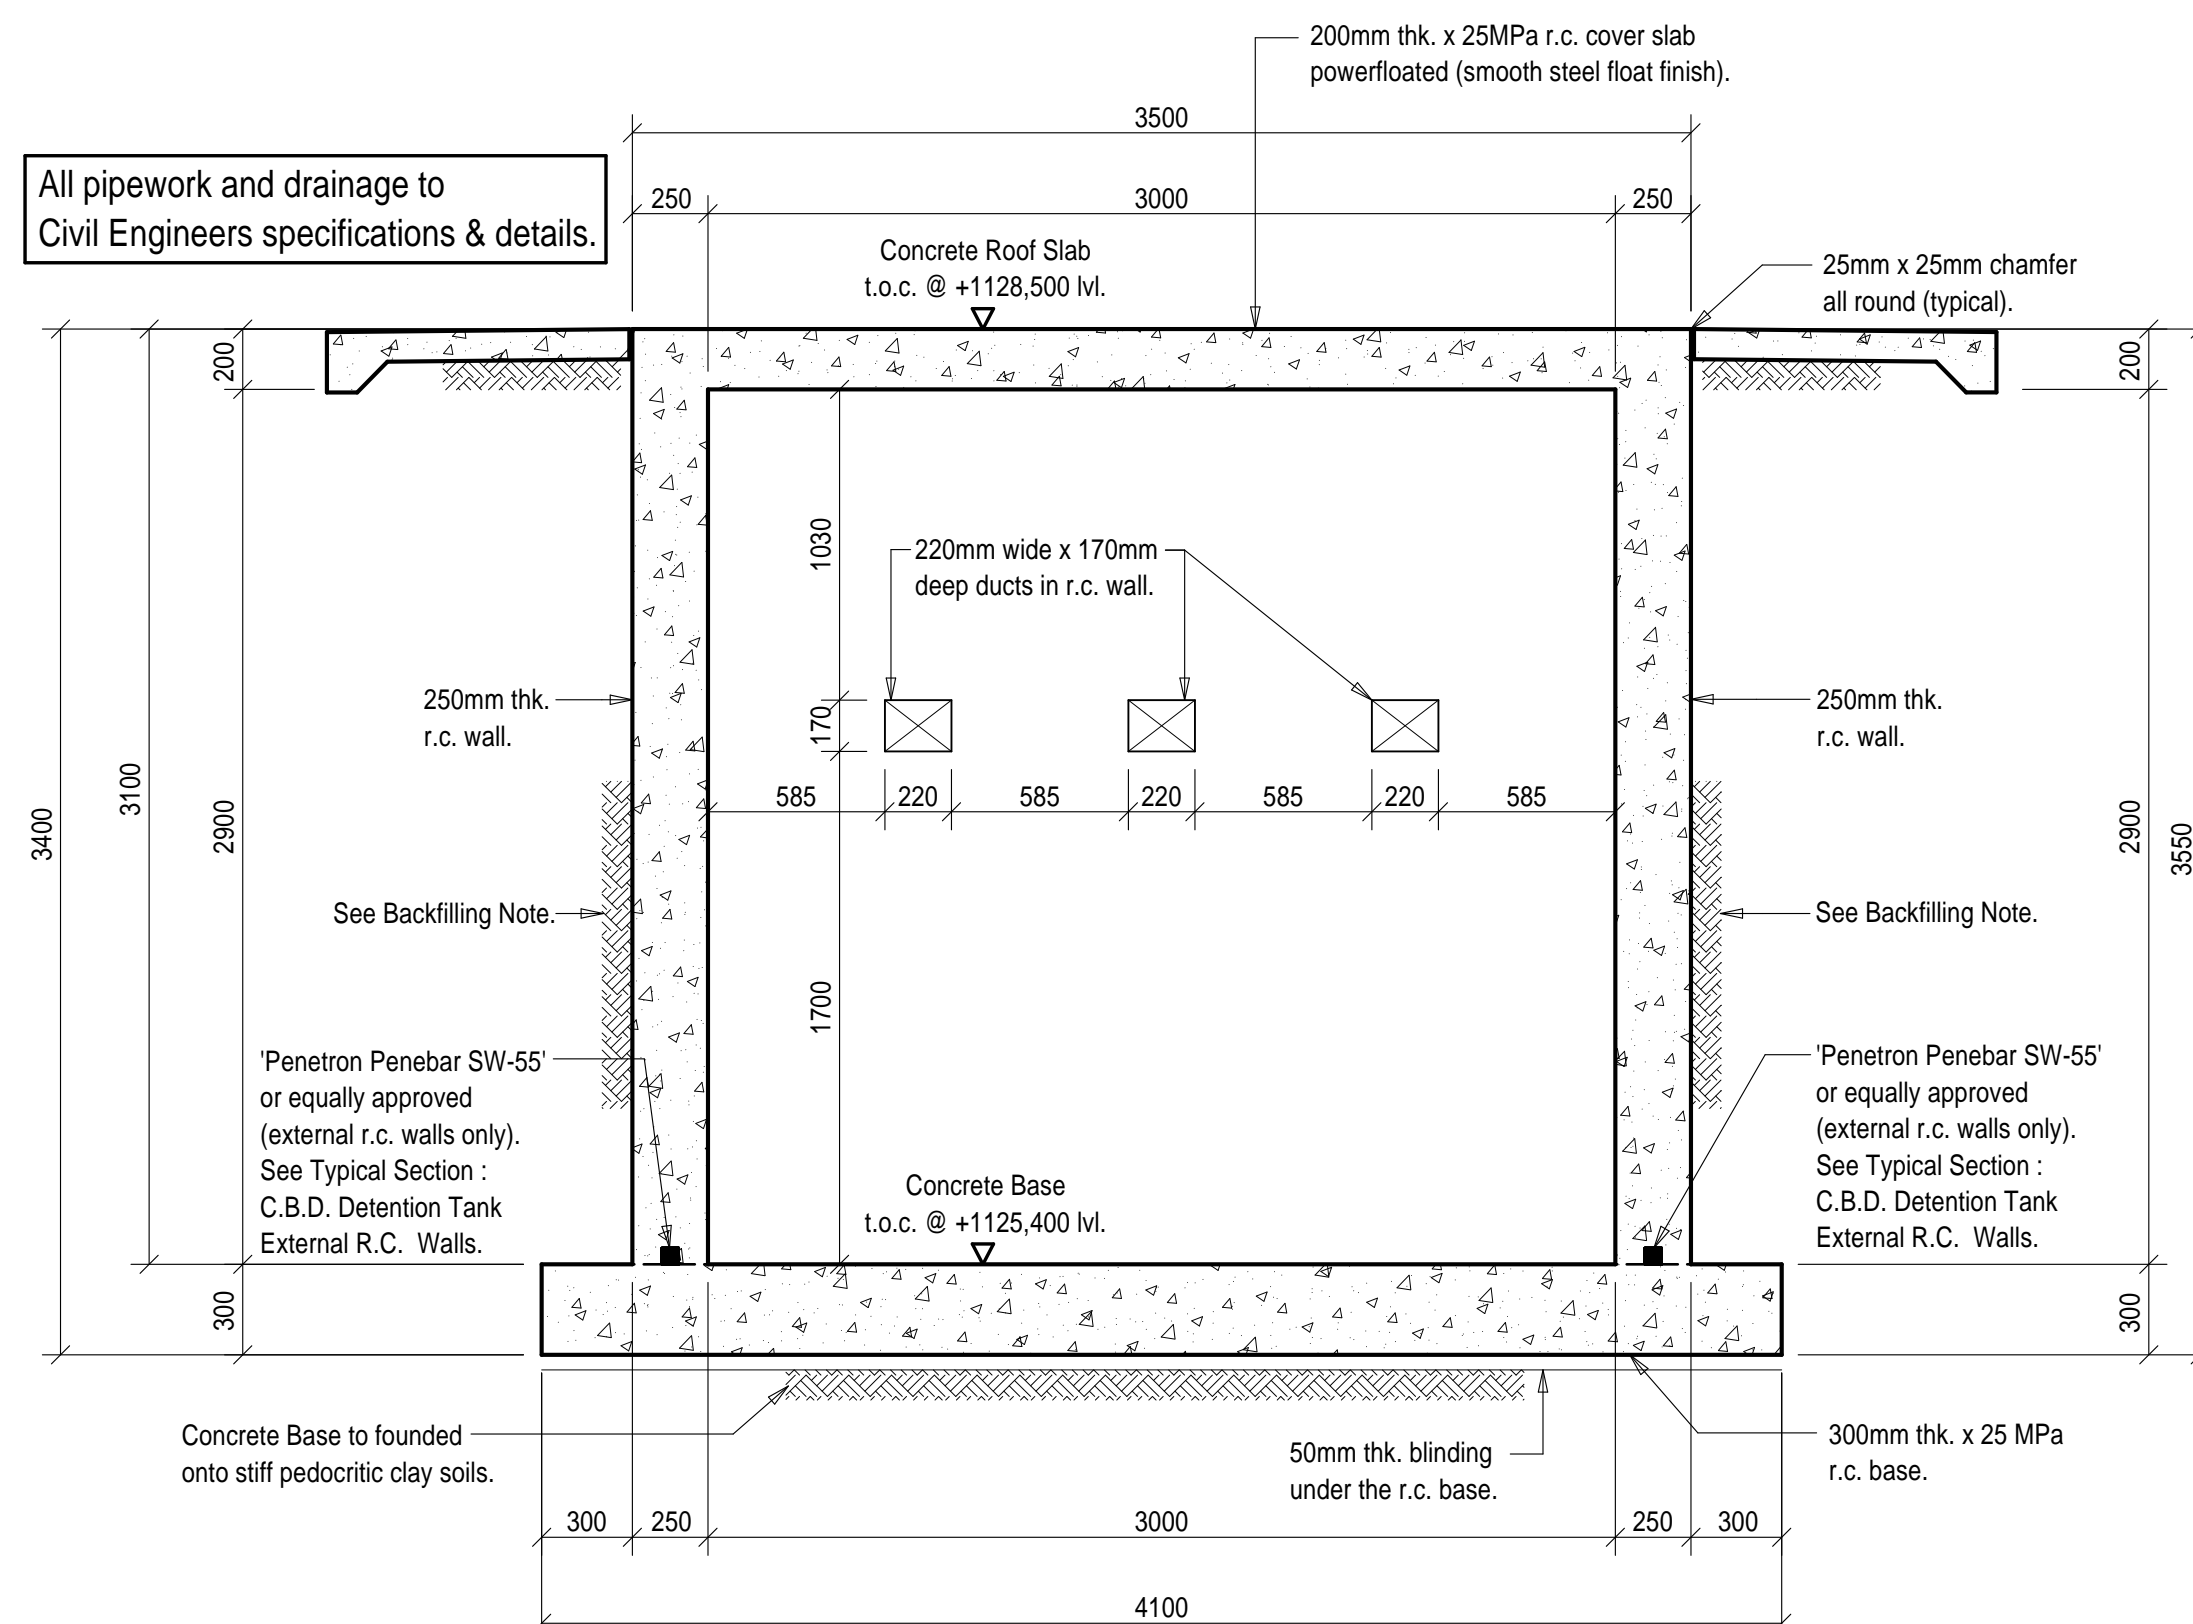 200mm thk. x 25MPa r.c. cover slab
powerfloated (smooth steel float finish).
3500
All pipework and drainage to
Civil Engineers specifications & details.
250
3000
250
Concrete Roof Slab
t.o.c. @ +1128,500 lvl.
25mm x 25mm chamfer
all round (typical).
200
200
1030
220mm wide x 170mm
deep ducts in r.c. wall.
250mm thk.
r.c. wall.
170
250mm thk.
r.c. wall.
585
220
585
220
585
220
585
3400
3100
2900
2900
3550
See Backfilling Note.
See Backfilling Note.
1700
'Penetron Penebar SW-55'
or equally approved
(external r.c. walls only).
See Typical Section :
C.B.D. Detention Tank
External R.C. Walls.
'Penetron Penebar SW-55'
or equally approved
(external r.c. walls only).
See Typical Section :
C.B.D. Detention Tank
External R.C. Walls.
Concrete Base
t.o.c. @ +1125,400 lvl.
300
300
Concrete Base to founded
onto stiff pedocritic clay soils.
50mm thk. blinding
under the r.c. base.
300mm thk. x 25 MPa
r.c. base.
300
250
3000
250
300
4100